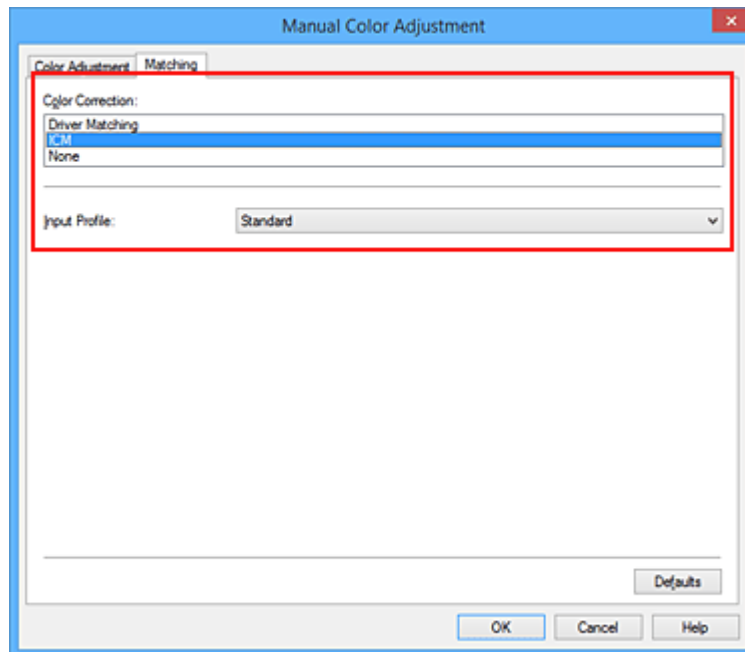 Manual Color Adjustment
Color Adjustment Matching
Color Correction:
Driver Matching
ICM
None
Input Profile: Standard
Defaults
OK Cancel Help